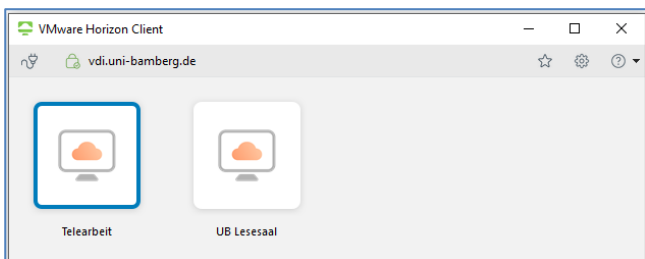 VMware Horizon Client
vdi.uni-bamberg.de
Telearbeit
UB Lesesaal